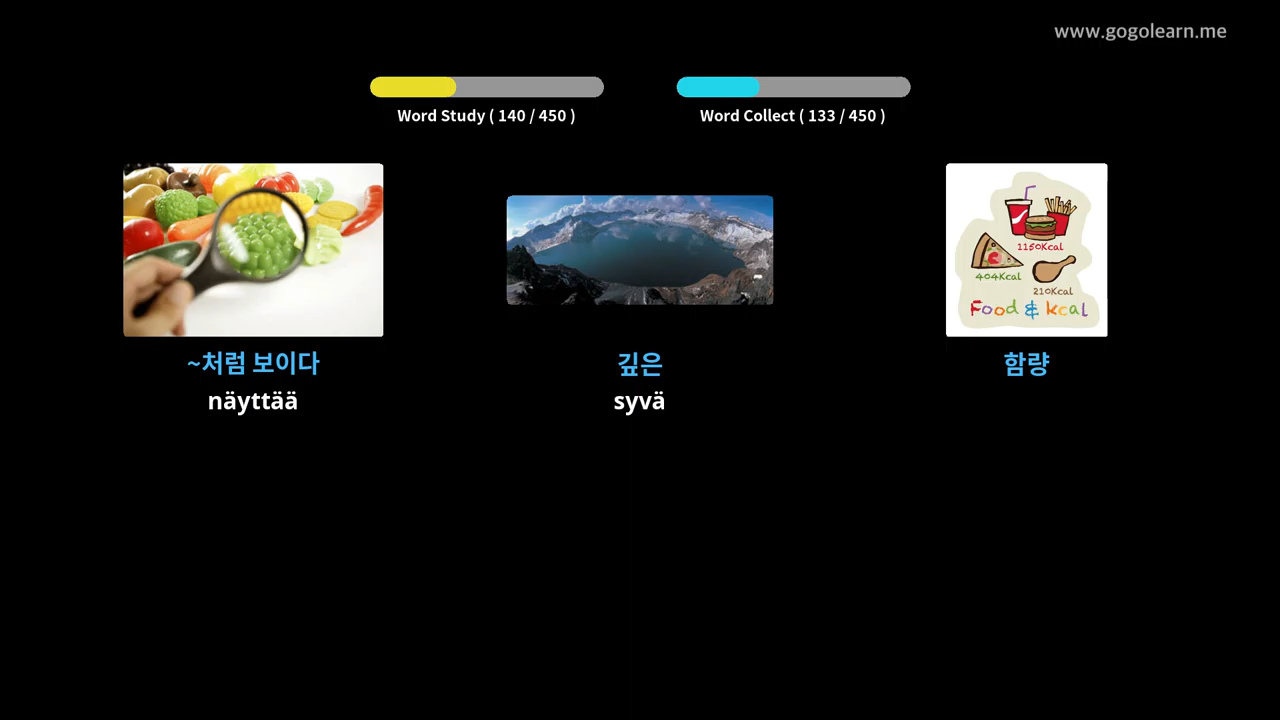 www.gogolearn.me
Word Study ( 140 / 450 )
Word Collect ( 133 / 450 )
1150Kcal
404Kcal
210Kcal
Food & kcal
~처럼 보이다
näyttää
깊은
syvä
함량